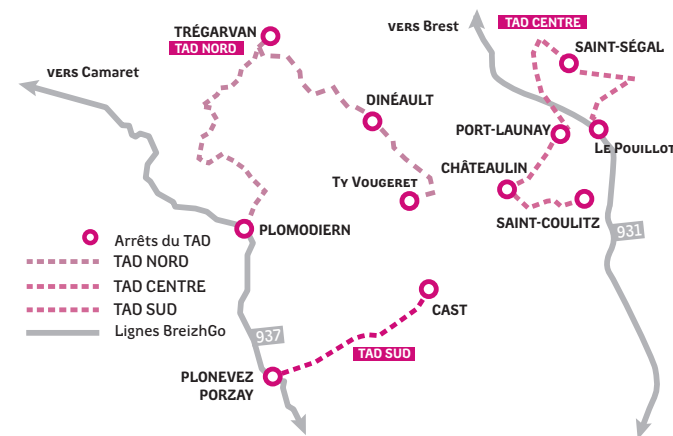 TRÉGARVAN
TAD NORD
VERS Camaret
DINÉAULT
TY VOUGERET
PLOMODIERN
VERS Brest
TAD CENTRE
SAINT-SÉGAL
PORT-LAUNAY
LE POUILLOT
CHÂTEAULIN
SAINT-COULITZ
931
Arrêts du TAD
TAD NORD
TAD CENTRE
TAD SUD
Lignes BreizhGo
937
CAST
TAD SUD
PLONEVEZ
PORZAY